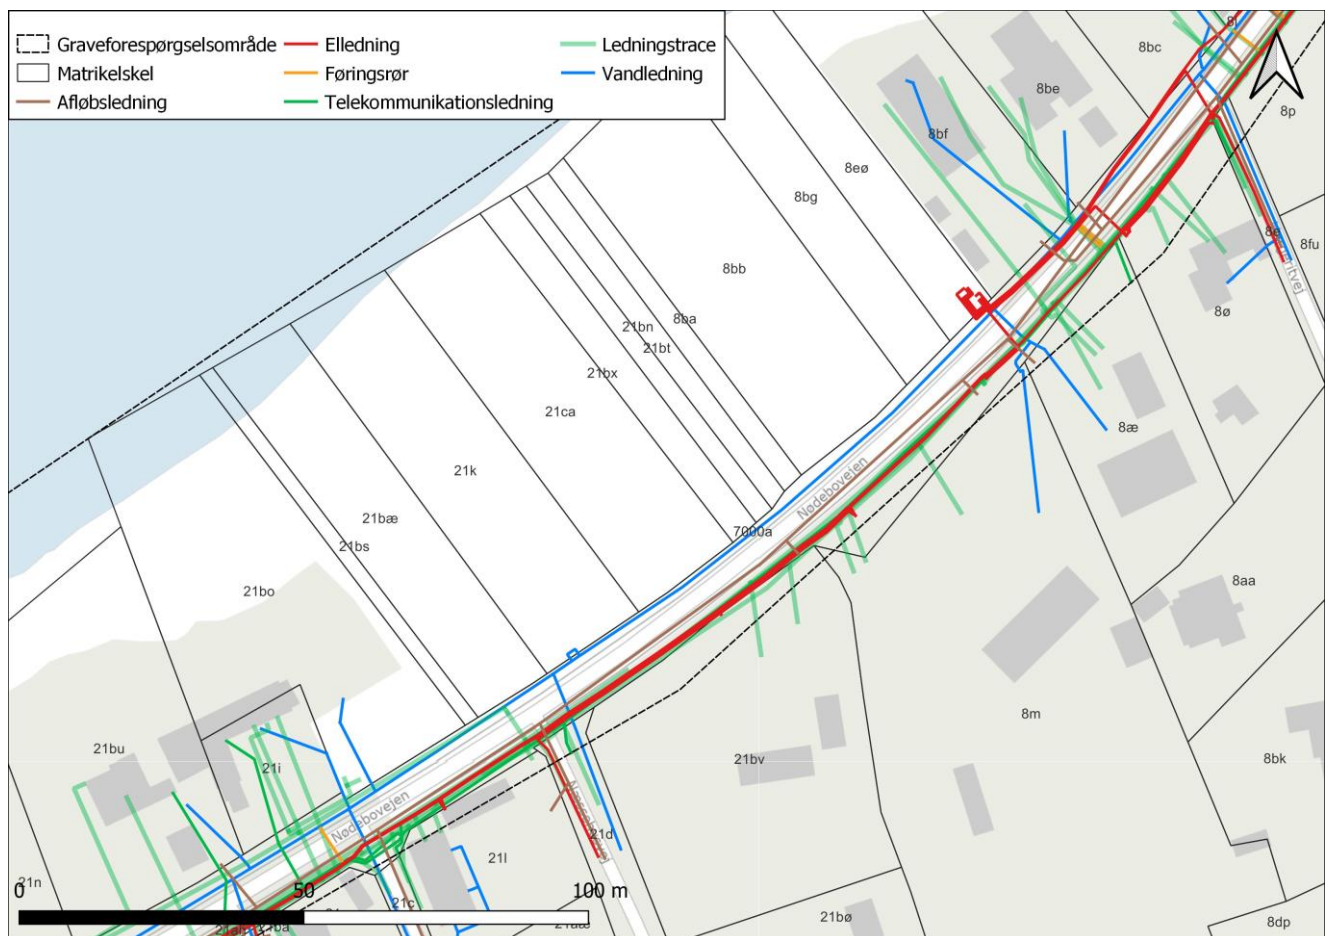 Graveforespørgselsområde
Elledning
Ledningstrace
Matrikelskel
Føringsrør
Vandledning
Afløbsledning
Telekommunikationsledning
8bc
8be
8p
8bf
8eø
8bg
8fu
8bb
8ø
8ba
21bn
21bt
21bx
21ca
8æ
21k
Nødebovejen
21bæ
7000a
21bs
21bo
8aa
8m
21bu
21bv
8bk
21i
Nødebovejen
21d
21l
21n
21c
21bø
8dp
0
50
100 m